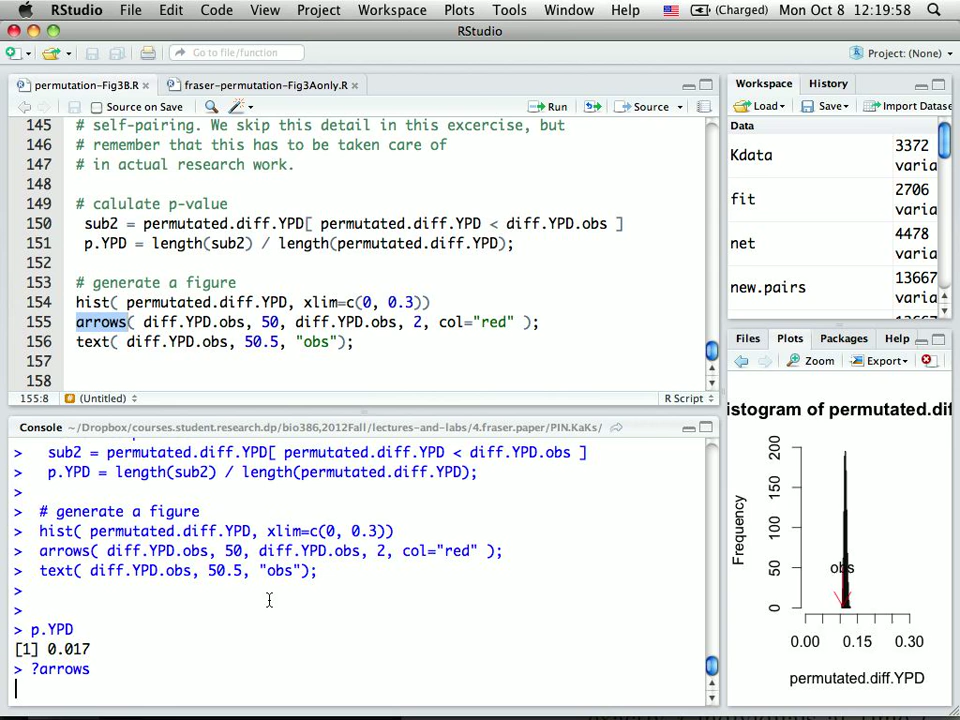 RStudio File Edit Code View Project Workspace Plots Tools Window Help (Charged) Mon Oct 8 12:19:58
RStudio
Go to file/function Project: (None)
permutation-Fig3B.R fraser-permutation-Fig3Aonly.R
Source on Save Run Source
145 # self-pairing. We skip this detail in this excercise, but
146 # remember that this has to be taken care of
147 # in actual research work.
148
149 # calulate p-value
150 sub2 = permutated.diff.YPD[ permutated.diff.YPD < diff.YPD.obs ]
151 p.YPD = length(sub2) / length(permutated.diff.YPD);
152
153 # generate a figure
154 hist( permutated.diff.YPD, xlim=c(0, 0.3))
155 arrows( diff.YPD.obs, 50, diff.YPD.obs, 2, col="red" );
156 text( diff.YPD.obs, 50.5, "obs");
157
158
155:8 (Untitled) R Script
Console ~/Dropbox/courses.student.research.dp/bio386,2012Fall/lectures-and-labs/4.fraser.paper/PIN.KaKs/
> sub2 = permutated.diff.YPD[ permutated.diff.YPD < diff.YPD.obs ]
> p.YPD = length(sub2) / length(permutated.diff.YPD);
>
> # generate a figure
> hist( permutated.diff.YPD, xlim=c(0, 0.3))
> arrows( diff.YPD.obs, 50, diff.YPD.obs, 2, col="red" );
> text( diff.YPD.obs, 50.5, "obs");
>
>
> p.YPD
[1] 0.017
> ?arrows
Workspace History
Load Save Import Datase
Data
Kdata 3372 varia
fit 2706 varia
net 4478 varia
new.pairs 13667 varia
Files Plots Packages Help
Zoom Export
istogram of permutated.dif
Frequency
200
150
100
50
0
obs
0.00 0.15 0.30
permutated.diff.YPD